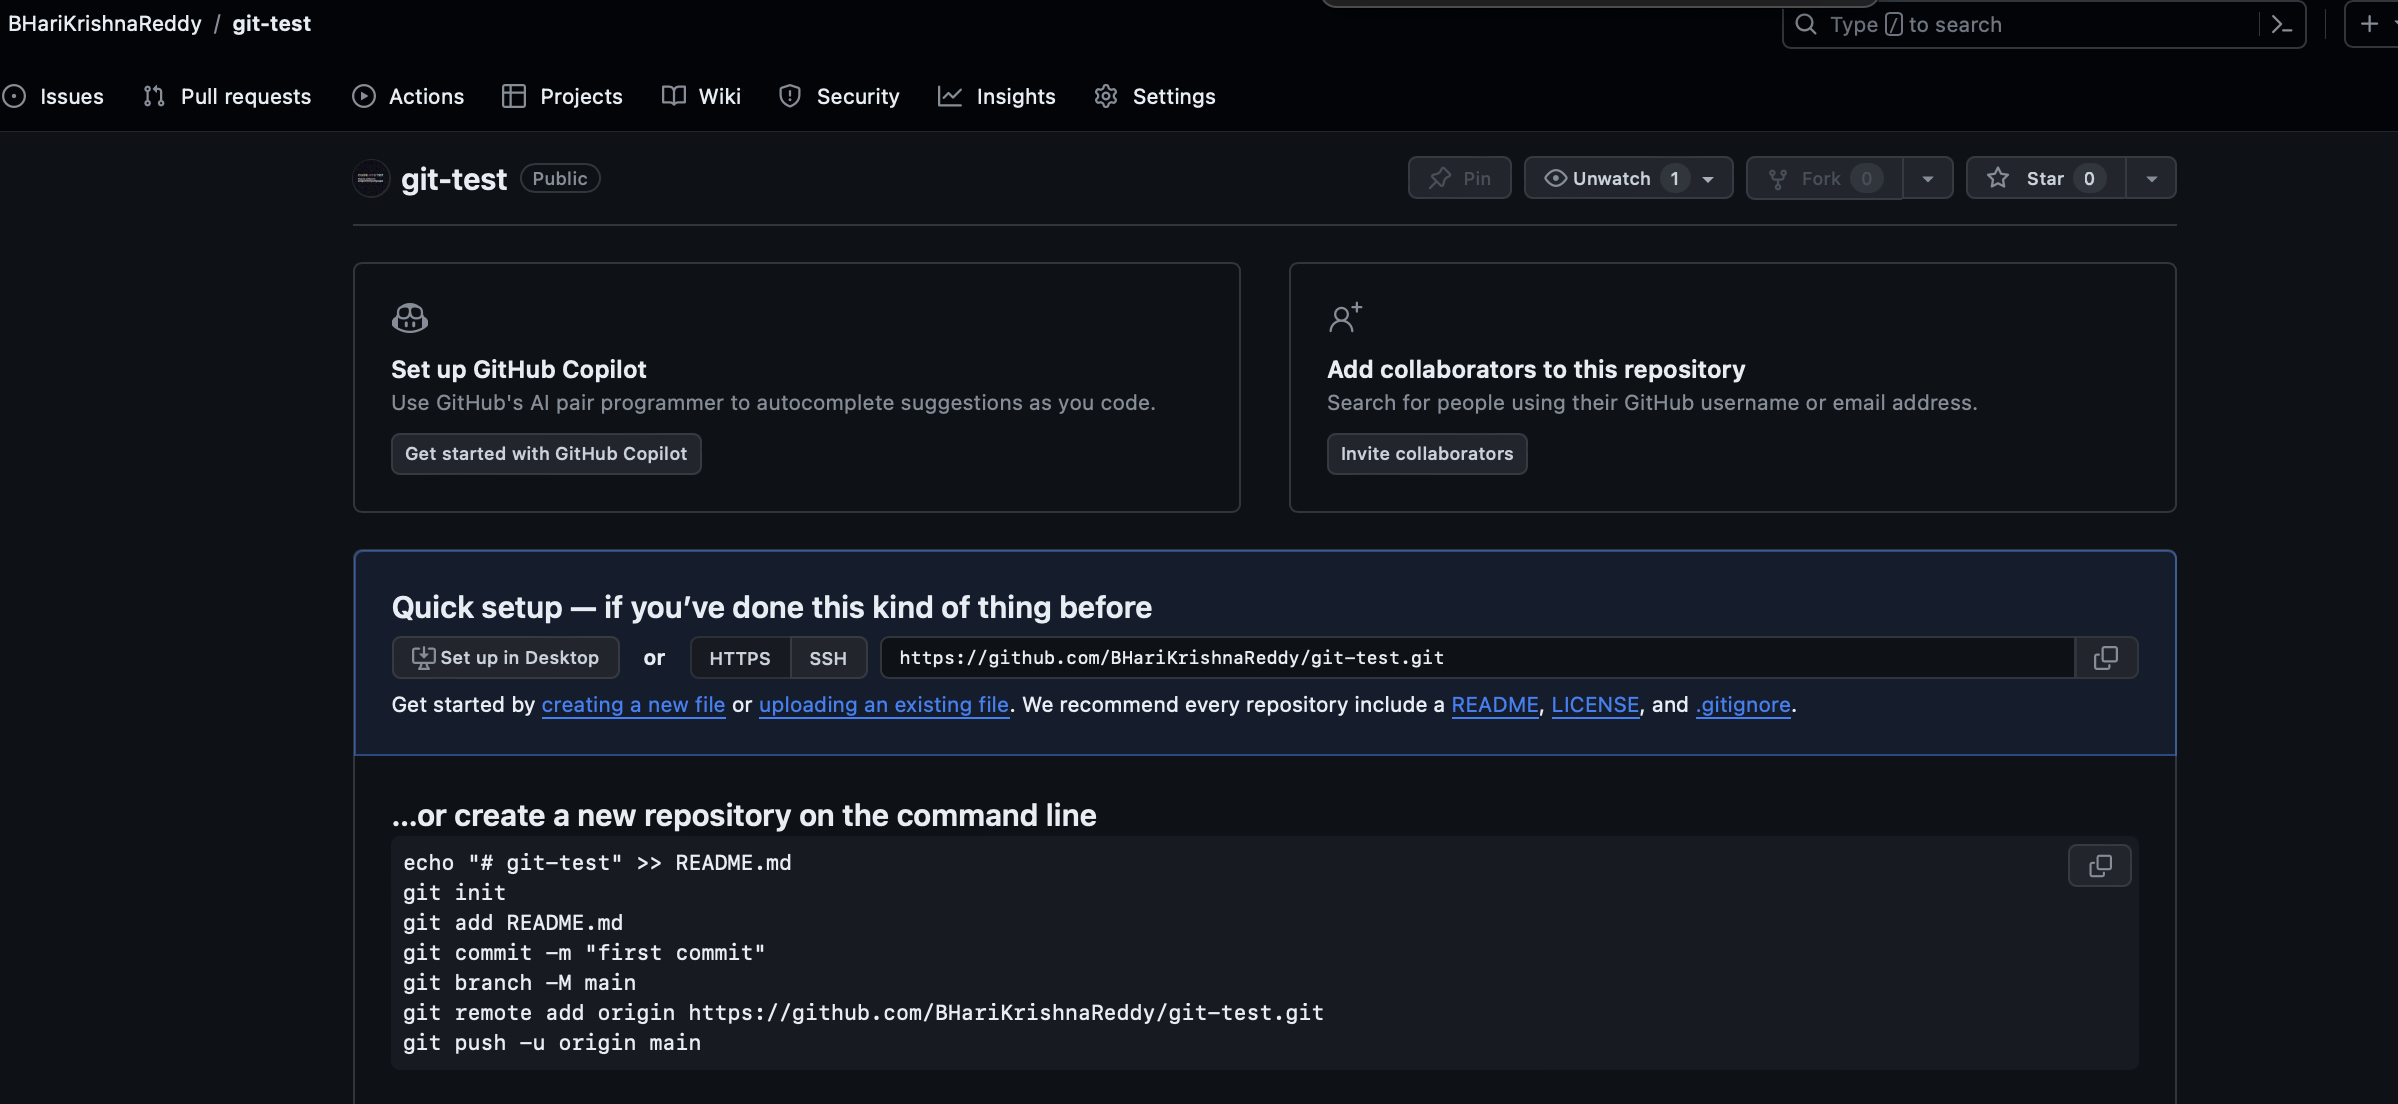 BHariKrishnaReddy / git-test
Type / to search
Issues Pull requests Actions Projects Wiki Security Insights Settings
git-test Public
Pin Unwatch 1 Fork 0 Star 0
Set up GitHub Copilot
Use GitHub's AI pair programmer to autocomplete suggestions as you code.
Get started with GitHub Copilot
Add collaborators to this repository
Search for people using their GitHub username or email address.
Invite collaborators
Quick setup — if you’ve done this kind of thing before
Set up in Desktop or HTTPS SSH https://github.com/BHariKrishnaReddy/git-test.git
Get started by creating a new file or uploading an existing file. We recommend every repository include a README, LICENSE, and .gitignore.
…or create a new repository on the command line
echo "# git-test" >> README.md
git init
git add README.md
git commit -m "first commit"
git branch -M main
git remote add origin https://github.com/BHariKrishnaReddy/git-test.git
git push -u origin main